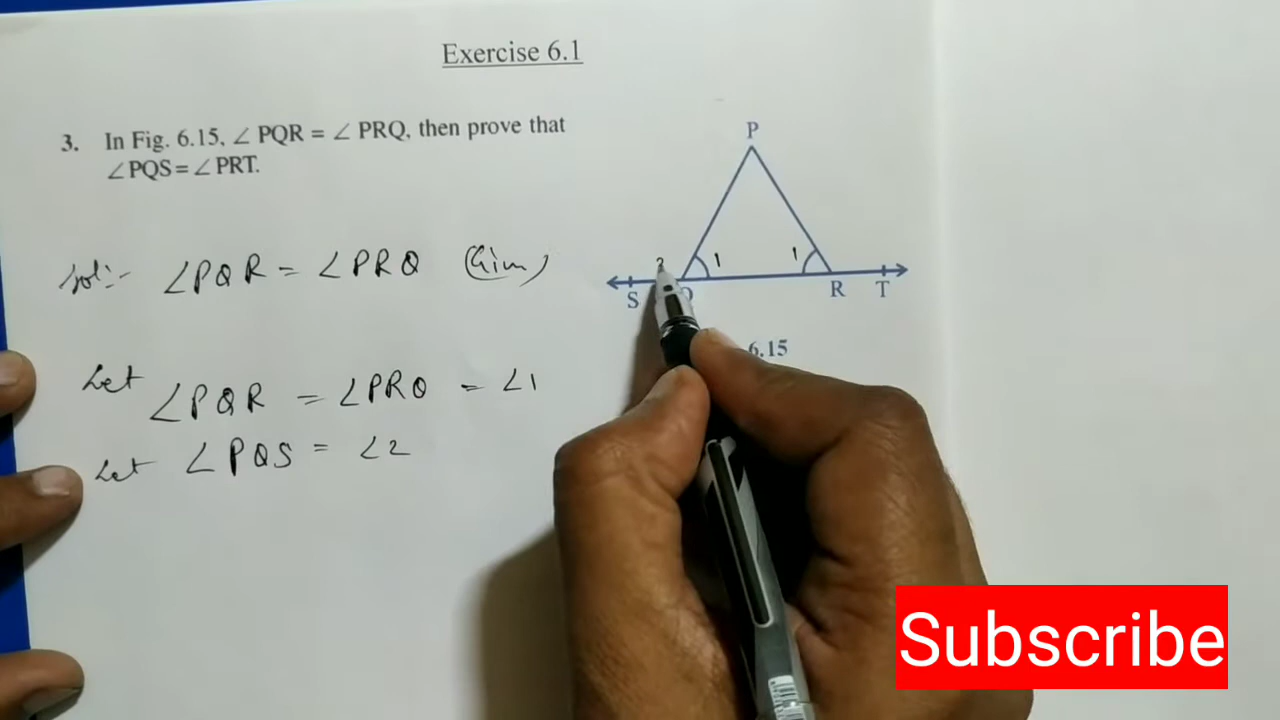 Exercise 6.1
3. In Fig. 6.15, ∠ PQR = ∠ PRQ, then prove that
∠PQS = ∠ PRT.
P
Sol:- ∠PQR = ∠PRQ (Given)
2 1 1
S Q R T
6.15
Let ∠PQR = ∠PRQ = ∠1
Let ∠PQS = ∠2
Subscribe